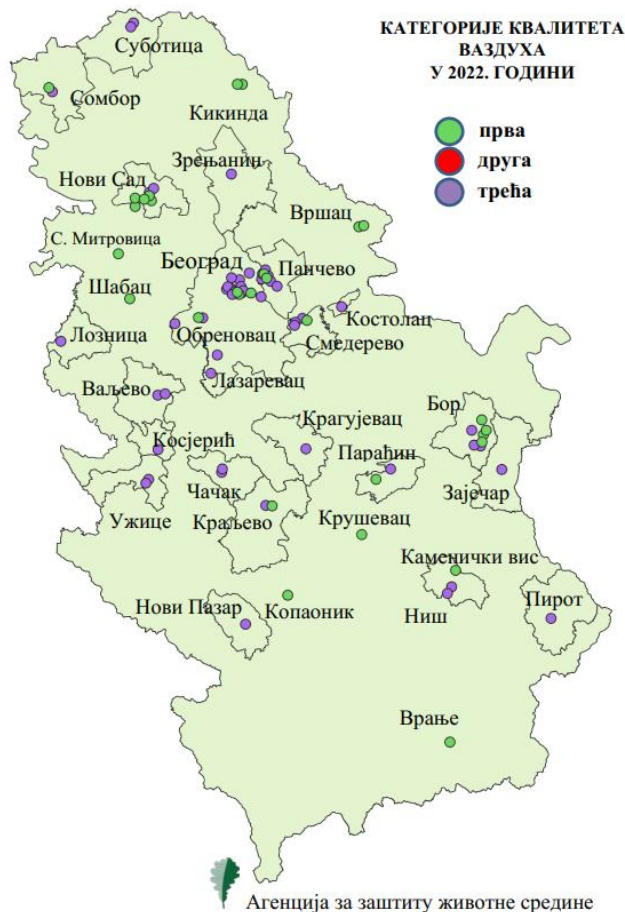 КАТЕГОРИЈЕ КВАЛИТЕТА
ВАЗДУХА
У 2022. ГОДИНИ
прва
друга
трећа
Суботица
Сомбор
Кикинда
Зрењанин
Нови Сад
Вршац
С. Митровица
Београд
Панчево
Шабац
Костолац
Лозница
Обреновац
Смедерево
Лазаревац
Ваљево
Бор
Крагујевац
Косјерић
Параћин
Чачак
Зајечар
Ужице
Краљево
Крушевац
Каменички вис
Нови Пазар
Копаоник
Ниш
Пирот
Врање
Агенција за заштиту животне средине